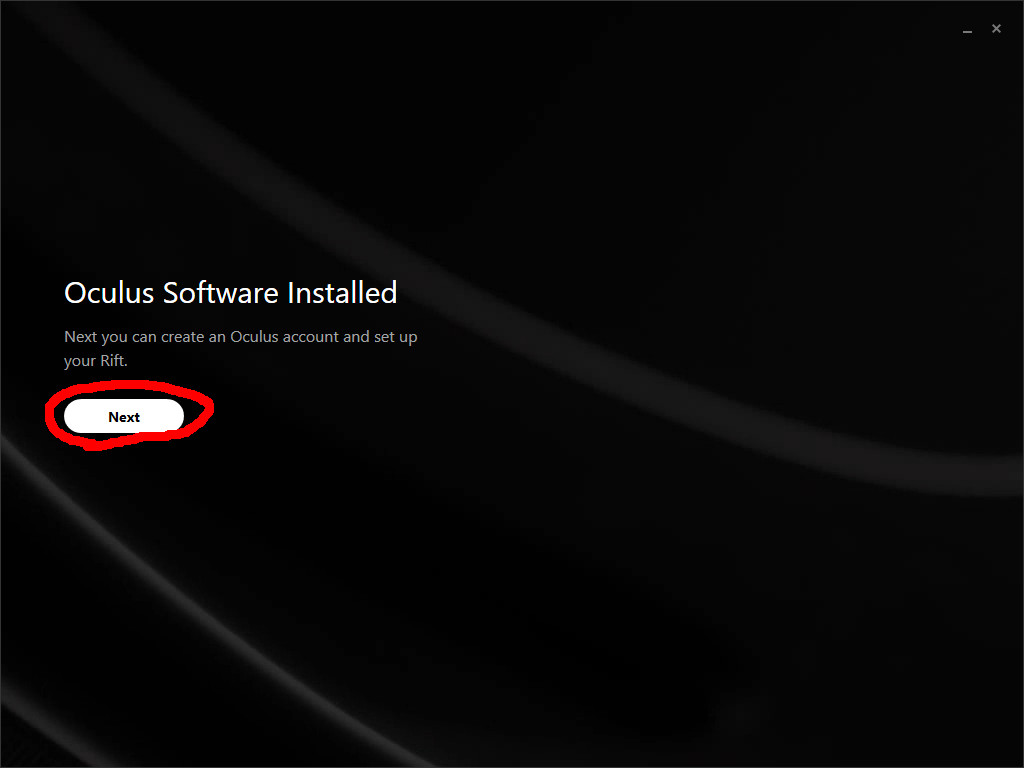 Oculus Software Installed
Next you can create an Oculus account and set up
your Rift.
Next